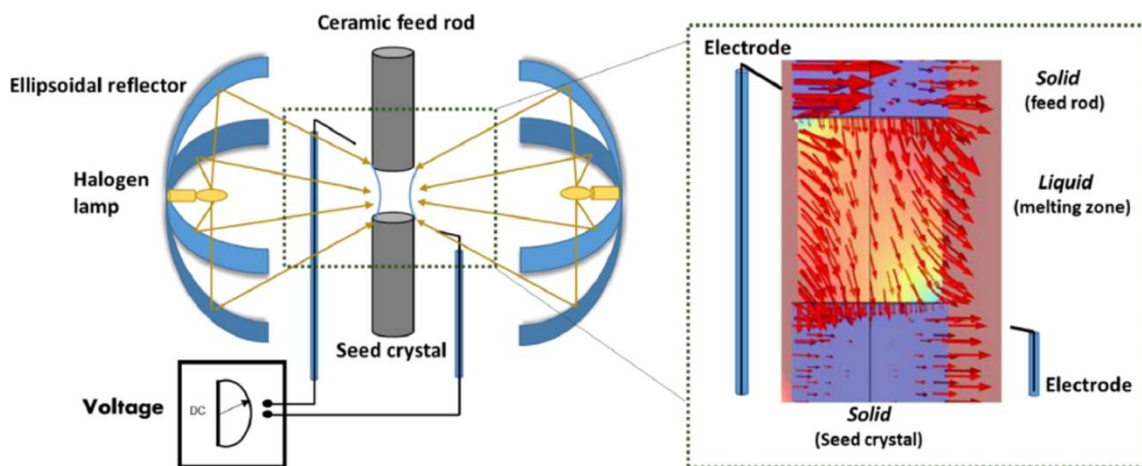 Ceramic feed rod
Ellipsoidal reflector
Halogen
lamp
Seed crystal
Voltage
DC
Electrode
Solid
(feed rod)
Liquid
(melting zone)
Electrode
Solid
(Seed crystal)